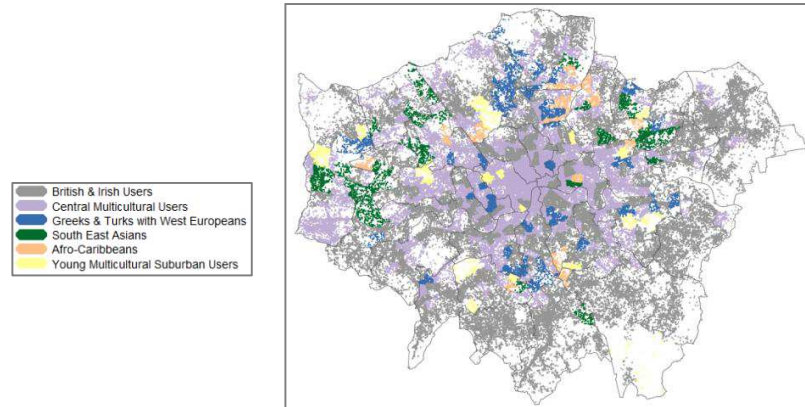 British & Irish Users
Central Multicultural Users
Greeks & Turks with West Europeans
South East Asians
Afro-Caribbeans
Young Multicultural Suburban Users